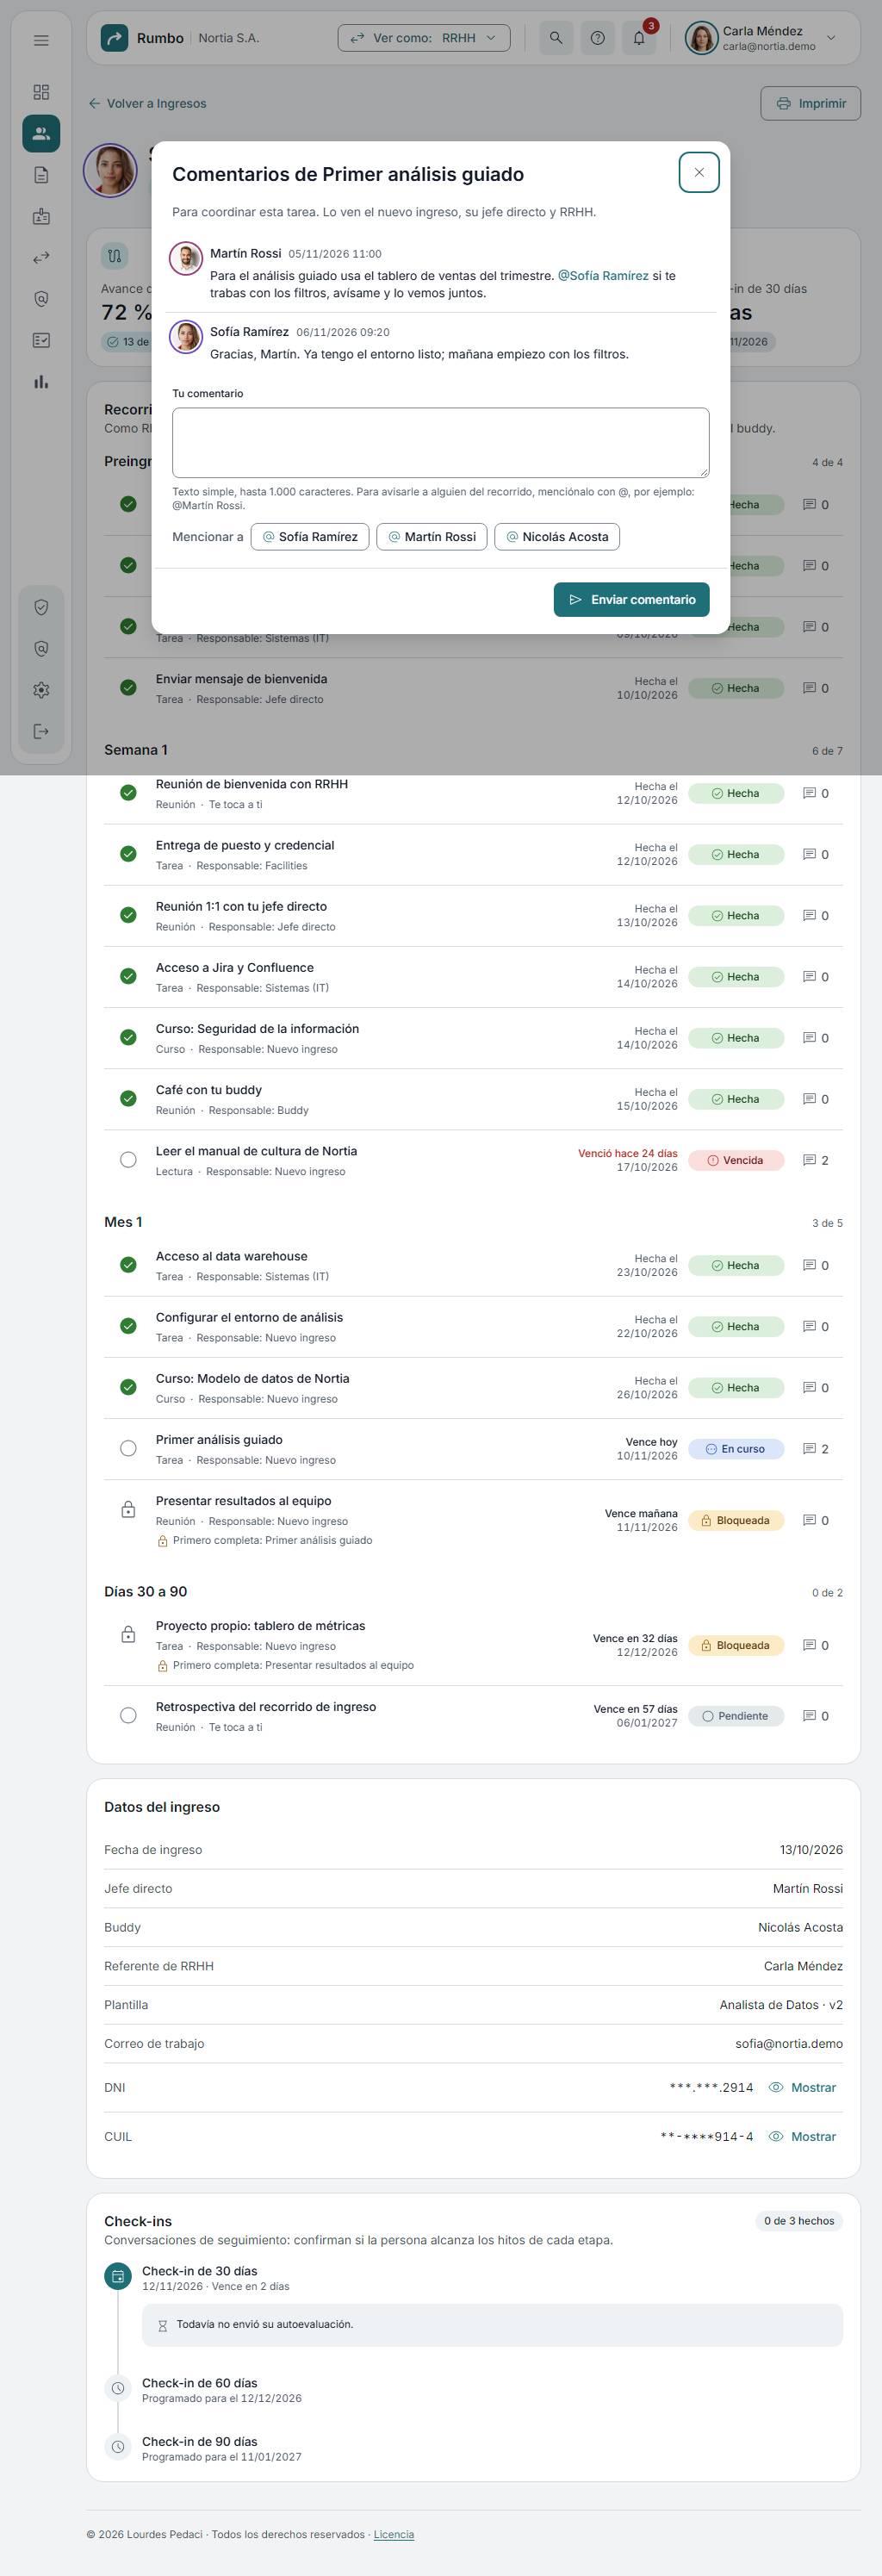 Rumbo
Nortia S.A.
Ver como: RRHH
3
Carla Méndez
carla@nortia.demo
Volver a Ingresos
Imprimir
Comentarios de Primer análisis guiado
Para coordinar esta tarea. Lo ven el nuevo ingreso, su jefe directo y RRHH.
Martín Rossi 05/11/2026 11:00
Para el análisis guiado usa el tablero de ventas del trimestre. @Sofía Ramírez si te
trabas con los filtros, avísame y lo vemos juntos.
Sofía Ramírez 06/11/2026 09:20
Gracias, Martín. Ya tengo el entorno listo; mañana empiezo con los filtros.
Tu comentario
Texto simple, hasta 1.000 caracteres. Para avisarle a alguien del recorrido, menciónalo con @, por ejemplo:
@Martín Rossi.
Mencionar a
Sofía Ramírez
Martín Rossi
Nicolás Acosta
Enviar comentario
Avance d
-in de 30 días
72 %
as
13 de
11/2026
Recorri
Como R
l buddy.
Preingr
4 de 4
Hecha
0
Hecha
0
Hecha
0
Tarea · Responsable: Sistemas (IT)
09/10/2026
Enviar mensaje de bienvenida
Tarea · Responsable: Jefe directo
Hecha el
10/10/2026
Hecha
0
Semana 1
6 de 7
Reunión de bienvenida con RRHH
Reunión · Te toca a ti
Hecha el
12/10/2026
Hecha
0
Entrega de puesto y credencial
Tarea · Responsable: Facilities
Hecha el
12/10/2026
Hecha
0
Reunión 1:1 con tu jefe directo
Reunión · Responsable: Jefe directo
Hecha el
13/10/2026
Hecha
0
Acceso a Jira y Confluence
Tarea · Responsable: Sistemas (IT)
Hecha el
14/10/2026
Hecha
0
Curso: Seguridad de la información
Curso · Responsable: Nuevo ingreso
Hecha el
14/10/2026
Hecha
0
Café con tu buddy
Reunión · Responsable: Buddy
Hecha el
15/10/2026
Hecha
0
Leer el manual de cultura de Nortia
Lectura · Responsable: Nuevo ingreso
Venció hace 24 días
17/10/2026
Vencida
2
Mes 1
3 de 5
Acceso al data warehouse
Tarea · Responsable: Sistemas (IT)
Hecha el
23/10/2026
Hecha
0
Configurar el entorno de análisis
Tarea · Responsable: Nuevo ingreso
Hecha el
22/10/2026
Hecha
0
Curso: Modelo de datos de Nortia
Curso · Responsable: Nuevo ingreso
Hecha el
26/10/2026
Hecha
0
Primer análisis guiado
Tarea · Responsable: Nuevo ingreso
Vence hoy
10/11/2026
En curso
2
Presentar resultados al equipo
Reunión · Responsable: Nuevo ingreso
Primero completa: Primer análisis guiado
Vence mañana
11/11/2026
Bloqueada
0
Días 30 a 90
0 de 2
Proyecto propio: tablero de métricas
Tarea · Responsable: Nuevo ingreso
Primero completa: Presentar resultados al equipo
Vence en 32 días
12/12/2026
Bloqueada
0
Retrospectiva del recorrido de ingreso
Reunión · Te toca a ti
Vence en 57 días
06/01/2027
Pendiente
0
Datos del ingreso
Fecha de ingreso 13/10/2026
Jefe directo Martín Rossi
Buddy Nicolás Acosta
Referente de RRHH Carla Méndez
Plantilla Analista de Datos · v2
Correo de trabajo sofia@nortia.demo
DNI ***.***.2914 Mostrar
CUIL **-****914-4 Mostrar
Check-ins
0 de 3 hechos
Conversaciones de seguimiento: confirman si la persona alcanza los hitos de cada etapa.
Check-in de 30 días
12/11/2026 · Vence en 2 días
Todavía no envió su autoevaluación.
Check-in de 60 días
Programado para el 12/12/2026
Check-in de 90 días
Programado para el 11/01/2027
© 2026 Lourdes Pedaci · Todos los derechos reservados · Licencia